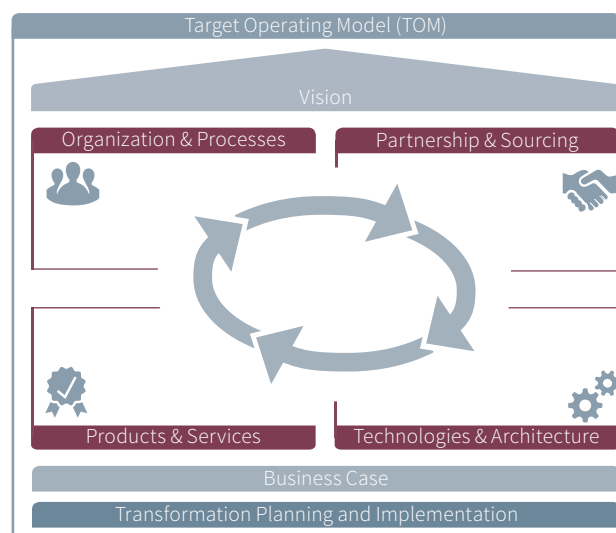 Target Operating Model (TOM)
Vision
Organization & Processes
Partnership & Sourcing
Products & Services
Technologies & Architecture
Business Case
Transformation Planning and Implementation